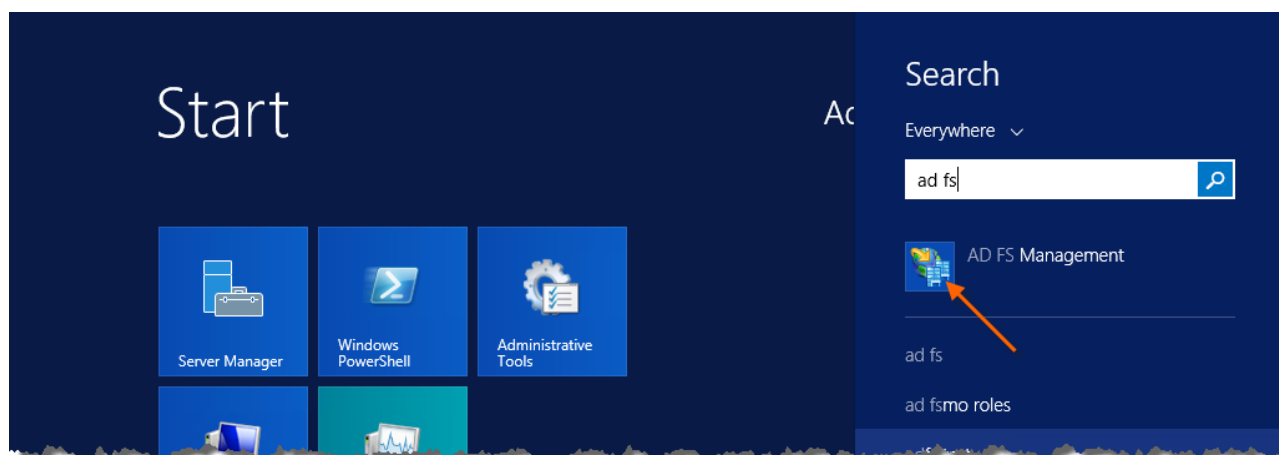 Start
Ad
Server Manager
Windows
PowerShell
Administrative
Tools
Search
Everywhere
ad fs
AD FS Management
ad fs
ad fsmo roles